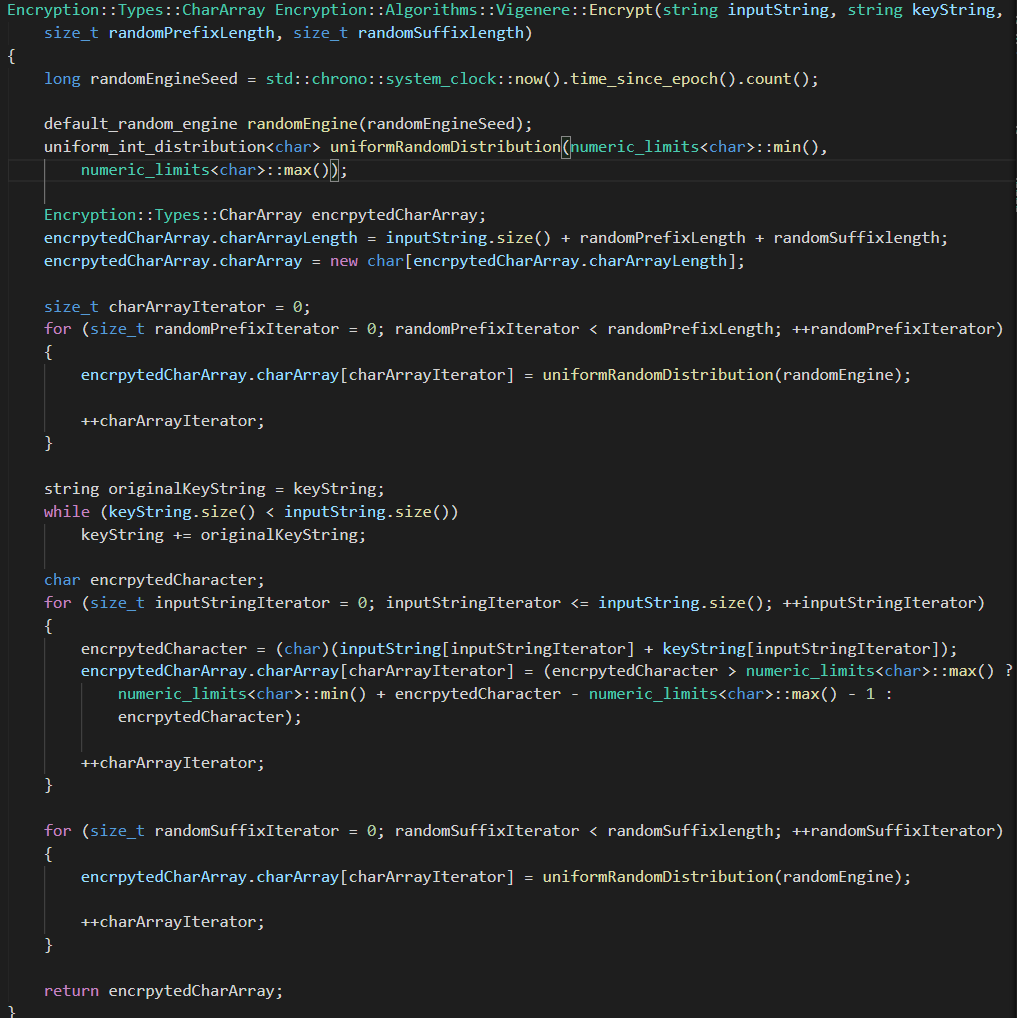 Encryption::Types::CharArray Encryption::Algorithms::Vigenere::Encrypt(string inputString, string keyString,
    size_t randomPrefixLength, size_t randomSuffixlength)
{
    long randomEngineSeed = std::chrono::system_clock::now().time_since_epoch().count();

    default_random_engine randomEngine(randomEngineSeed);
    uniform_int_distribution<char> uniformRandomDistribution(numeric_limits<char>::min(),
        numeric_limits<char>::max());

    Encryption::Types::CharArray encrpytedCharArray;
    encrpytedCharArray.charArrayLength = inputString.size() + randomPrefixLength + randomSuffixlength;
    encrpytedCharArray.charArray = new char[encrpytedCharArray.charArrayLength];

    size_t charArrayIterator = 0;
    for (size_t randomPrefixIterator = 0; randomPrefixIterator < randomPrefixLength; ++randomPrefixIterator)
    {
        encrpytedCharArray.charArray[charArrayIterator] = uniformRandomDistribution(randomEngine);

        ++charArrayIterator;
    }

    string originalKeyString = keyString;
    while (keyString.size() < inputString.size())
        keyString += originalKeyString;

    char encrpytedCharacter;
    for (size_t inputStringIterator = 0; inputStringIterator <= inputString.size(); ++inputStringIterator)
    {
        encrpytedCharacter = (char)(inputString[inputStringIterator] + keyString[inputStringIterator]);
        encrpytedCharArray.charArray[charArrayIterator] = (encrpytedCharacter > numeric_limits<char>::max() ?
            numeric_limits<char>::min() + encrpytedCharacter - numeric_limits<char>::max() - 1 :
            encrpytedCharacter);

        ++charArrayIterator;
    }

    for (size_t randomSuffixIterator = 0; randomSuffixIterator < randomSuffixlength; ++randomSuffixIterator)
    {
        encrpytedCharArray.charArray[charArrayIterator] = uniformRandomDistribution(randomEngine);

        ++charArrayIterator;
    }

    return encrpytedCharArray;
}